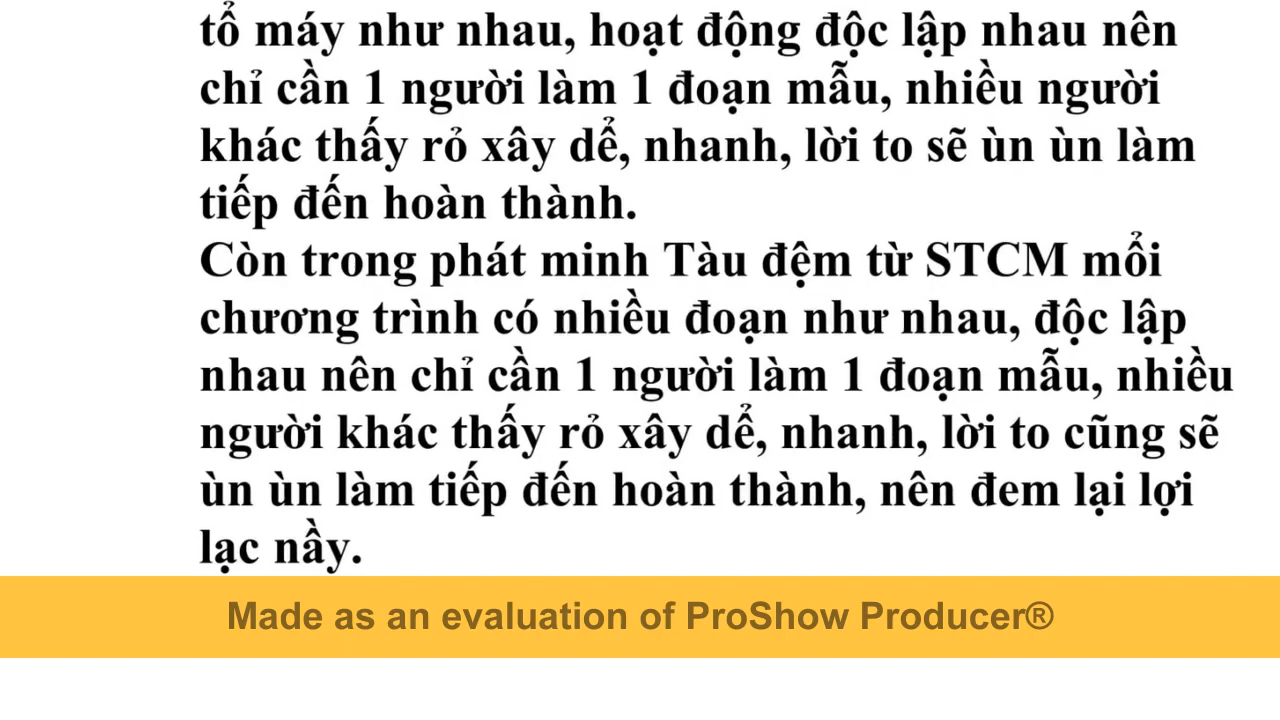 tổ máy như nhau, hoạt động độc lập nhau nên
chỉ cần 1 người làm 1 đoạn mẫu, nhiều người
khác thấy rỏ xây dể, nhanh, lời to sẽ ùn ùn làm
tiếp đến hoàn thành.
Còn trong phát minh Tàu đệm từ STCM mổi
chương trình có nhiều đoạn như nhau, độc lập
nhau nên chỉ cần 1 người làm 1 đoạn mẫu, nhiều
người khác thấy rỏ xây dể, nhanh, lời to cũng sẽ
ùn ùn làm tiếp đến hoàn thành, nên đem lại lợi
lạc nầy.
Made as an evaluation of ProShow Producer®